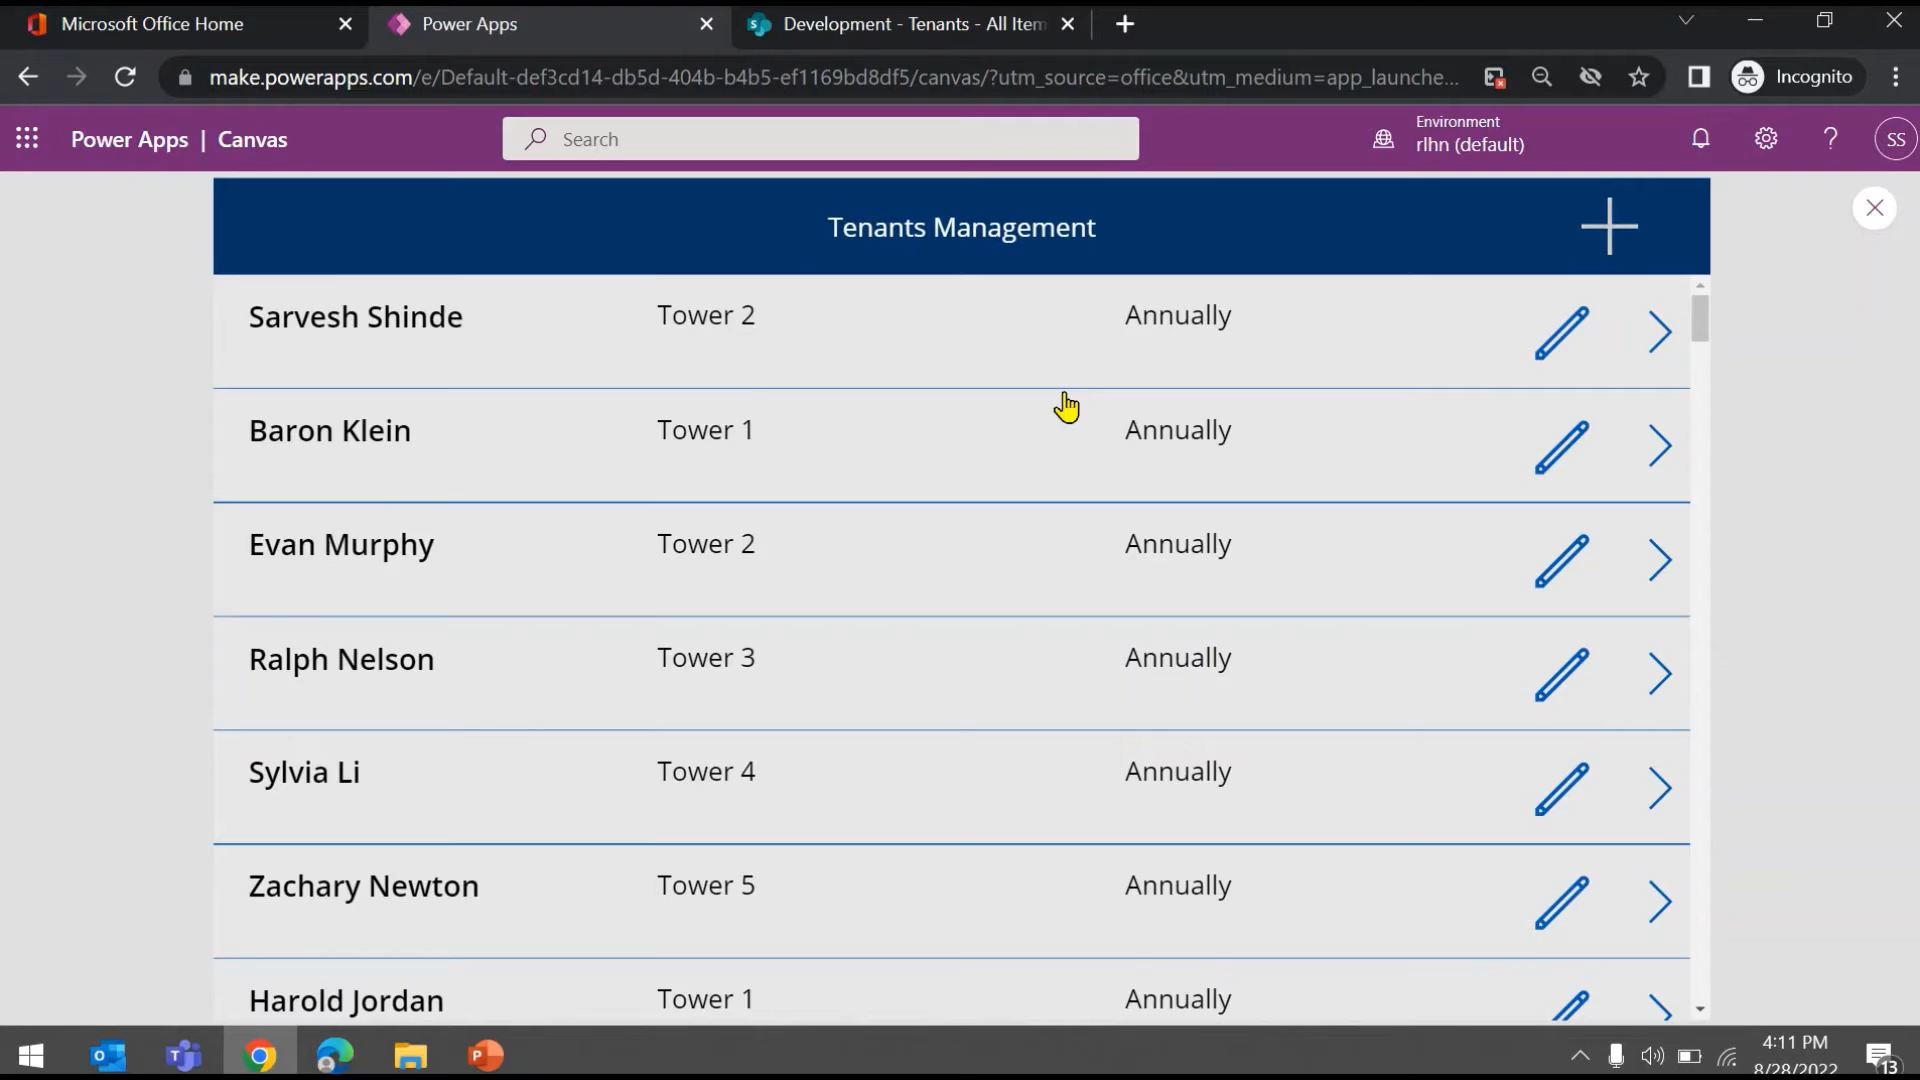 Microsoft Office Home
Power Apps
Development - Tenants - All Item
make.powerapps.com/e/Default-def3cd14-db5d-404b-b4b5-ef1169bd8df5/canvas/?utm_source=office&utm_medium=app_launche...
Incognito
Power Apps | Canvas
Search
Environment
rlhn (default)
SS
Tenants Management
Sarvesh Shinde Tower 2 Annually
Baron Klein Tower 1 Annually
Evan Murphy Tower 2 Annually
Ralph Nelson Tower 3 Annually
Sylvia Li Tower 4 Annually
Zachary Newton Tower 5 Annually
Harold Jordan Tower 1 Annually
4:11 PM
8/28/2022
13